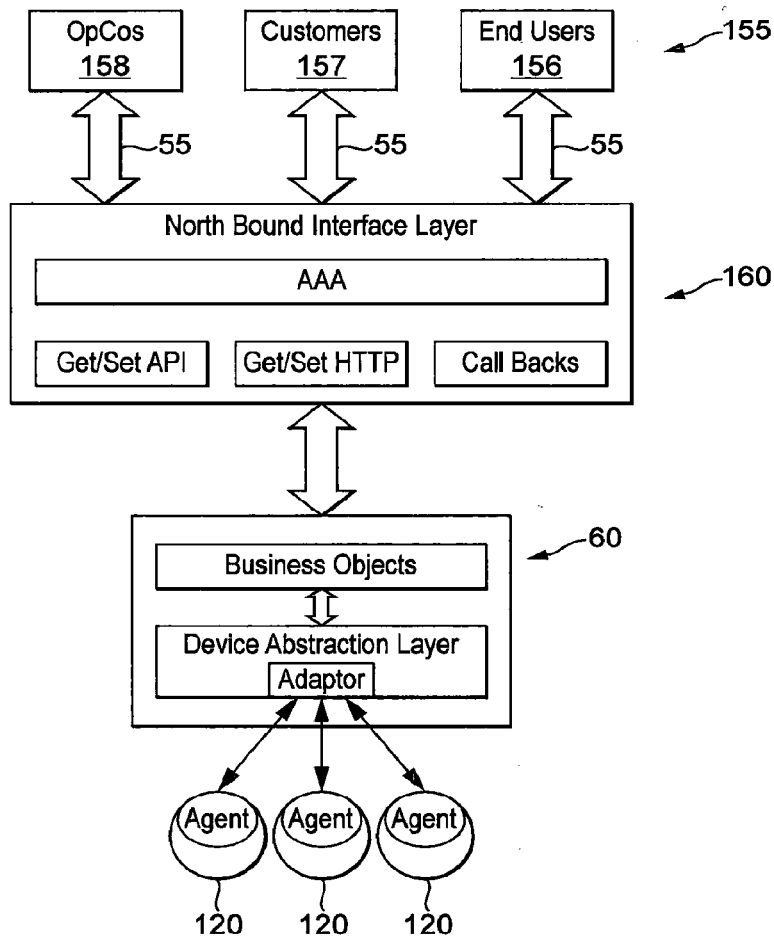 OpCos
158
Customers
157
End Users
156
155
55
55
55
North Bound Interface Layer
AAA
160
Get/Set API
Get/Set HTTP
Call Backs
60
Business Objects
Device Abstraction Layer
Adaptor
Agent
Agent
Agent
120
120
120